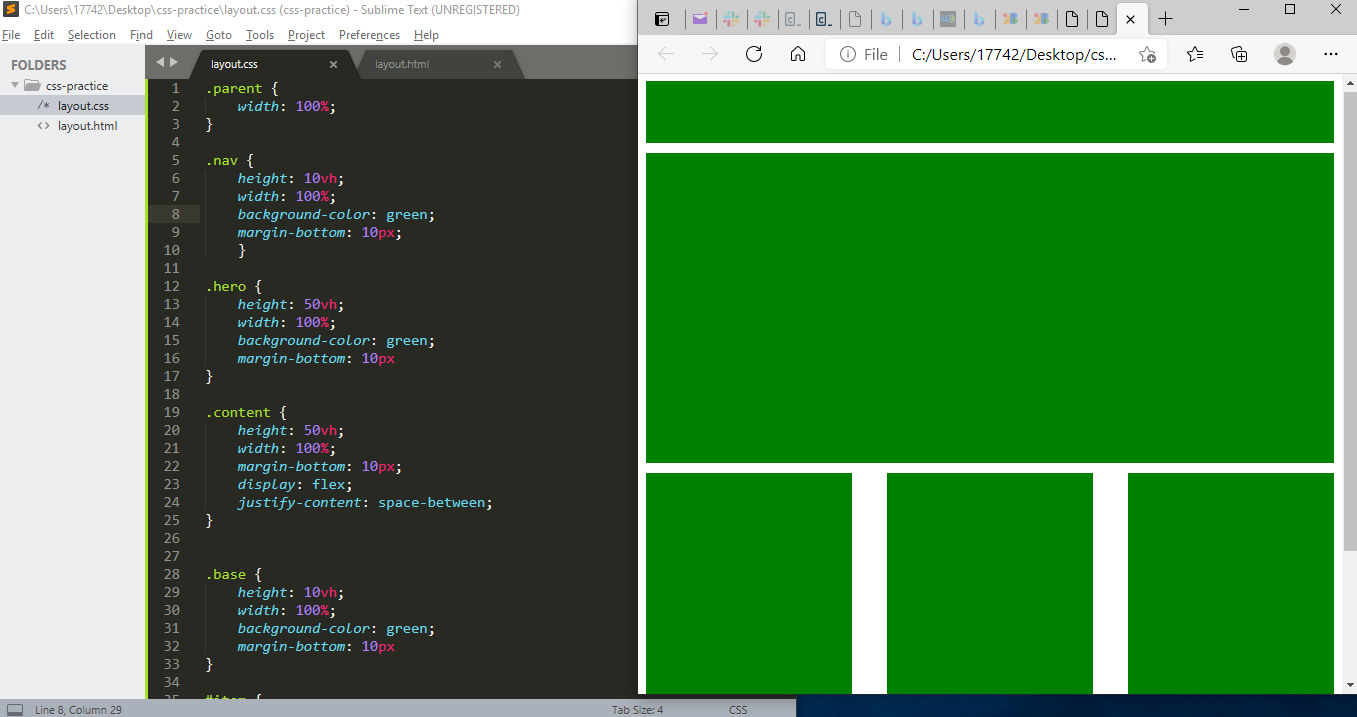 C:\Users\17742\Desktop\css-practice\layout.css (css-practice) - Sublime Text (UNREGISTERED)
File Edit Selection Find View Goto Tools Project Preferences Help
FOLDERS
css-practice
/* layout.css
<> layout.html
layout.css layout.html
1 .parent {
2 width: 100%;
3 }
4
5 .nav {
6 height: 10vh;
7 width: 100%;
8 background-color: green;
9 margin-bottom: 10px;
10 }
11
12 .hero {
13 height: 50vh;
14 width: 100%;
15 background-color: green;
16 margin-bottom: 10px
17 }
18
19 .content {
20 height: 50vh;
21 width: 100%;
22 margin-bottom: 10px;
23 display: flex;
24 justify-content: space-between;
25 }
26
27
28 .base {
29 height: 10vh;
30 width: 100%;
31 background-color: green;
32 margin-bottom: 10px
33 }
34
35 #item {
Line 8, Column 29 Tab Size: 4 CSS
File C:/Users/17742/Desktop/cs...